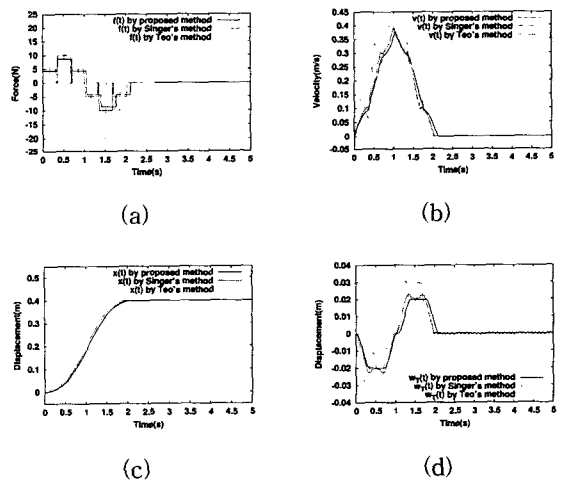 f(t) by proposed method
f(t) by Singer's method
f(t) by Teo's method
25
20
15
10
5
0
-5
-10
-15
-20
-25
Force(N)
0 0.5 1 1.5 2 2.5 3 3.5 4 4.5 5
Time(s)
(a)
v(t) by proposed method
v(t) by Singer's method
v(t) by Teo's method
0.45
0.4
0.35
0.3
0.25
0.2
0.15
0.1
0.05
0
-0.05
Velocity(m/s)
0 0.5 1 1.5 2 2.5 3 3.5 4 4.5 5
Time(s)
(b)
x(t) by proposed method
x(t) by Singer's method
x(t) by Teo's method
0.5
0.4
0.3
0.2
0.1
0
Displacement(m)
0 0.5 1 1.5 2 2.5 3 3.5 4 4.5 5
Time(s)
(c)
0.04
0.03
0.02
0.01
0
-0.01
-0.02
-0.03
-0.04
Displacement(m)
wT(t) by proposed method
wT(t) by Singer's method
wT(t) by Teo's method
0 0.5 1 1.5 2 2.5 3 3.5 4 4.5 5
Time(s)
(d)